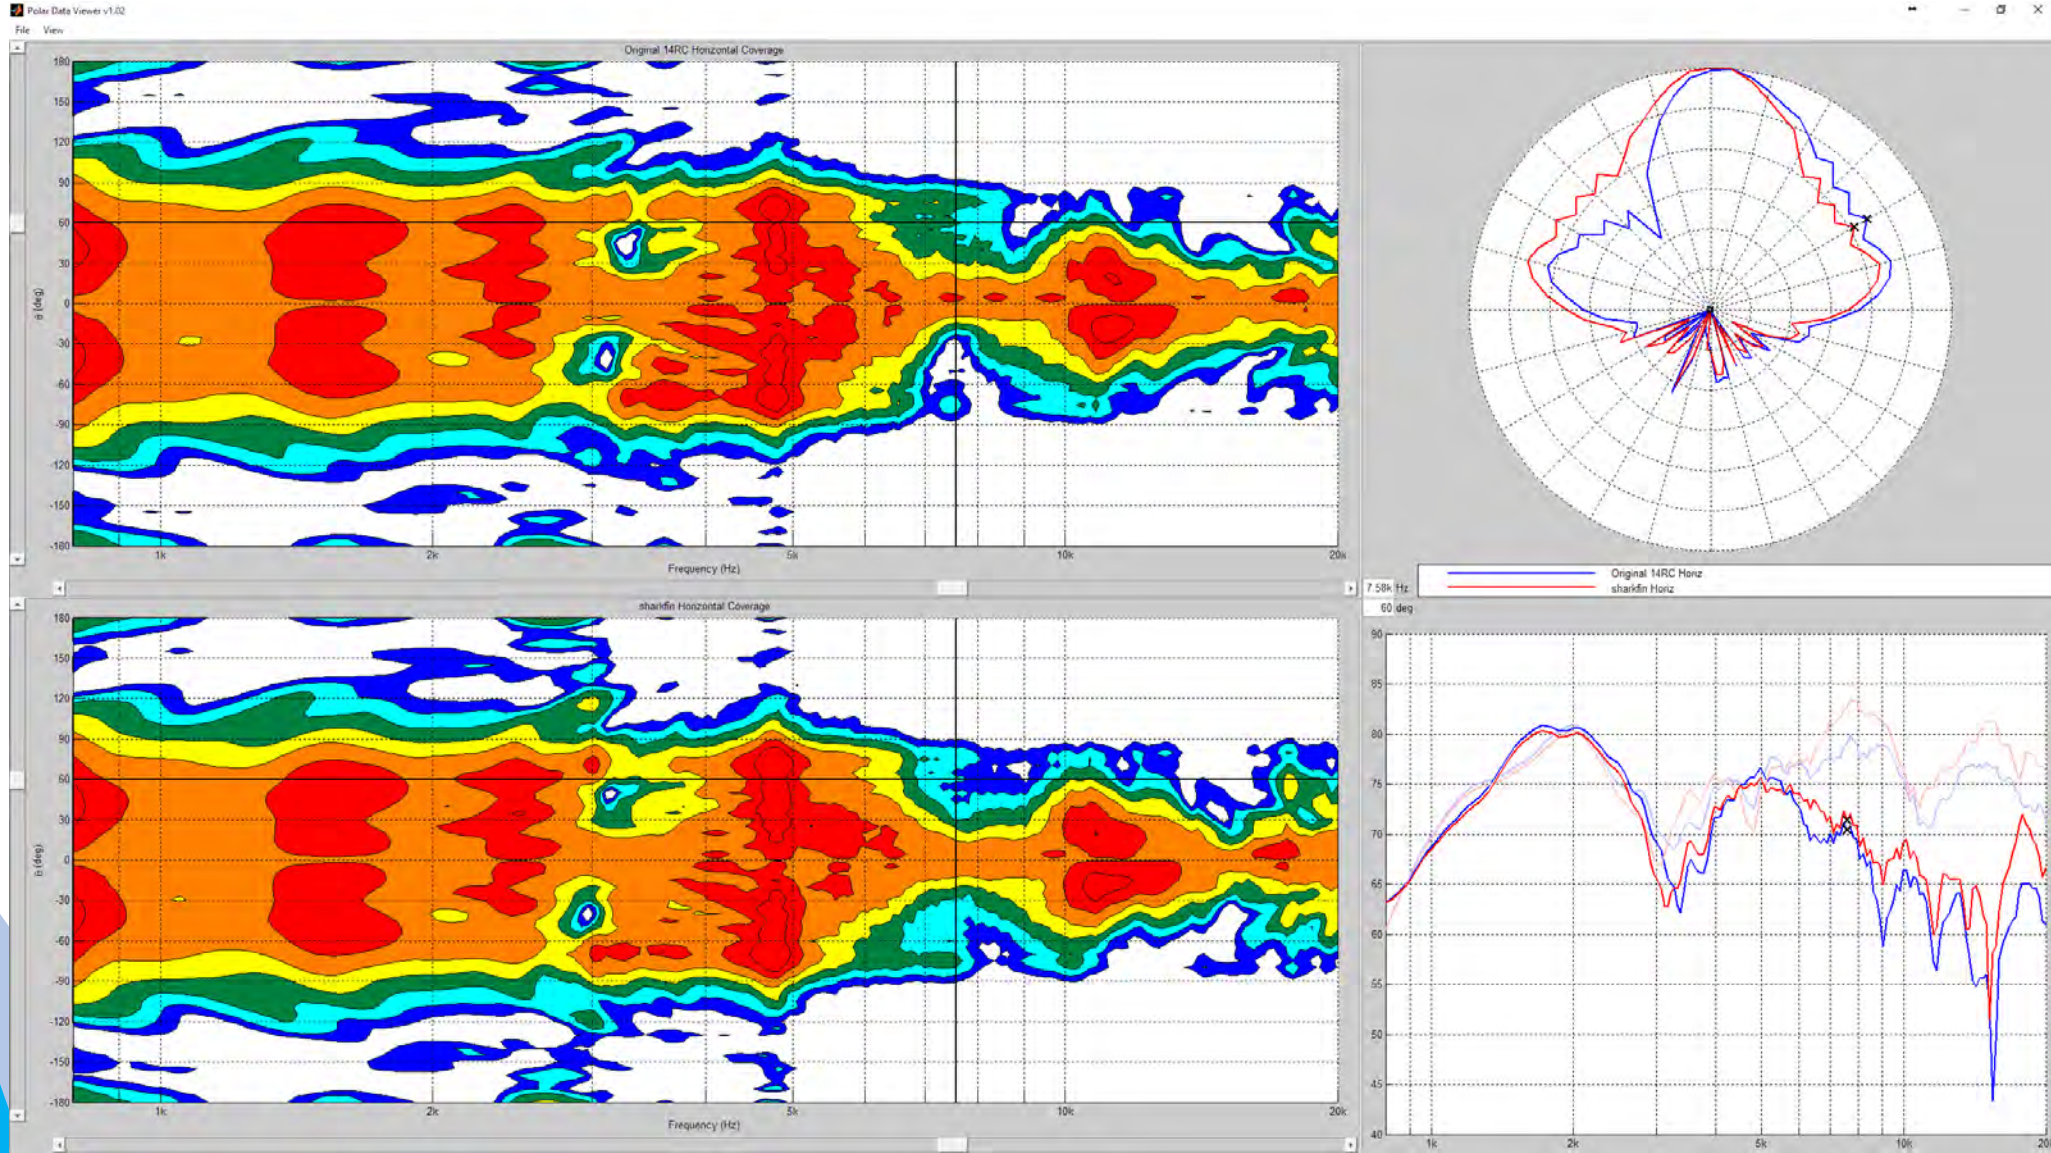 Polar Data Viewer v1.02
File View
Original 14RC Horizontal Coverage
180
150
120
90
60
30
0
-30
-60
-90
-120
-150
-180
θ (deg)
1k 2k 5k 10k 20k
Frequency (Hz)
7.58k Hz
60 deg
Original 14RC Horiz
sharkfin Horiz
sharkfin Horizontal Coverage
180
150
120
90
60
30
0
-30
-60
-90
-120
-150
-180
θ (deg)
1k 2k 5k 10k 20k
Frequency (Hz)
90
85
80
75
70
65
60
55
50
45
40
1k 2k 5k 10k 20